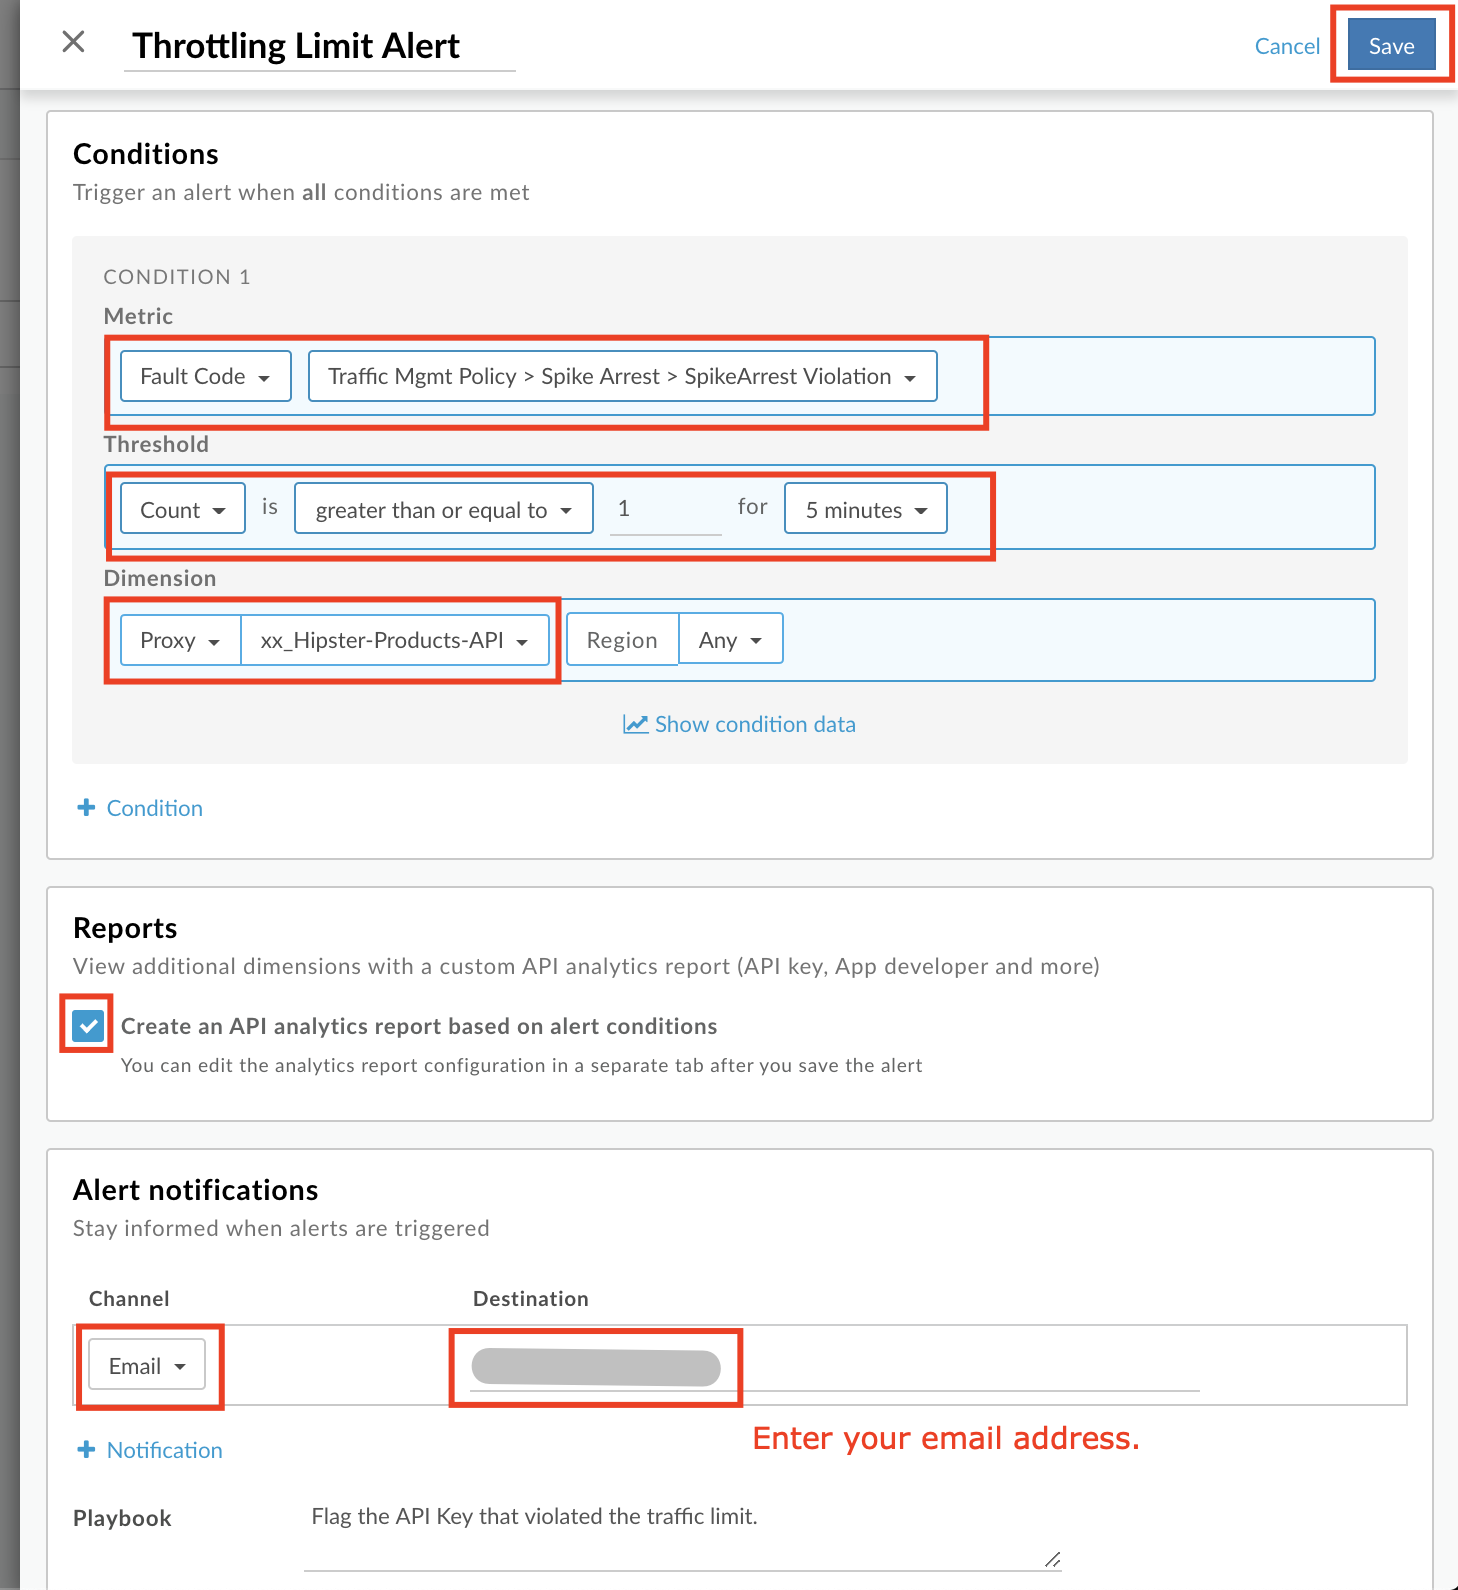 Throttling Limit Alert
Cancel
Save
Conditions
Trigger an alert when all conditions are met
CONDITION 1
Metric
Fault Code
Traffic Mgmt Policy > Spike Arrest > SpikeArrest Violation
Threshold
Count is greater than or equal to 1 for 5 minutes
Dimension
Proxy xx_Hipster-Products-API Region Any
Show condition data
+ Condition
Reports
View additional dimensions with a custom API analytics report (API key, App developer and more)
Create an API analytics report based on alert conditions
You can edit the analytics report configuration in a separate tab after you save the alert
Alert notifications
Stay informed when alerts are triggered
Channel Destination
Email
Enter your email address.
+ Notification
Playbook Flag the API Key that violated the traffic limit.